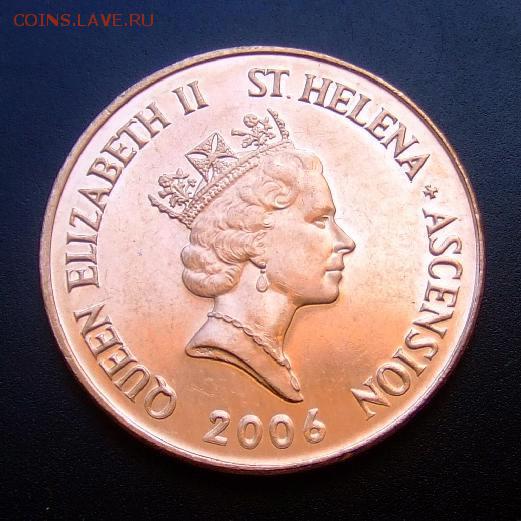 COINS.LAVE.RU
QUEEN ELIZABETH II ST. HELENA * ASCENSION
2006